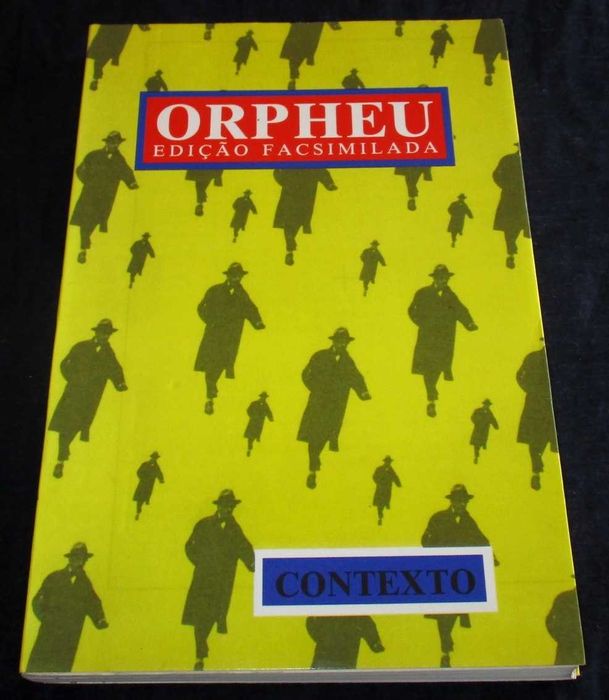 ORPHEU
EDIÇÃO FACSIMILADA
CONTEXTO